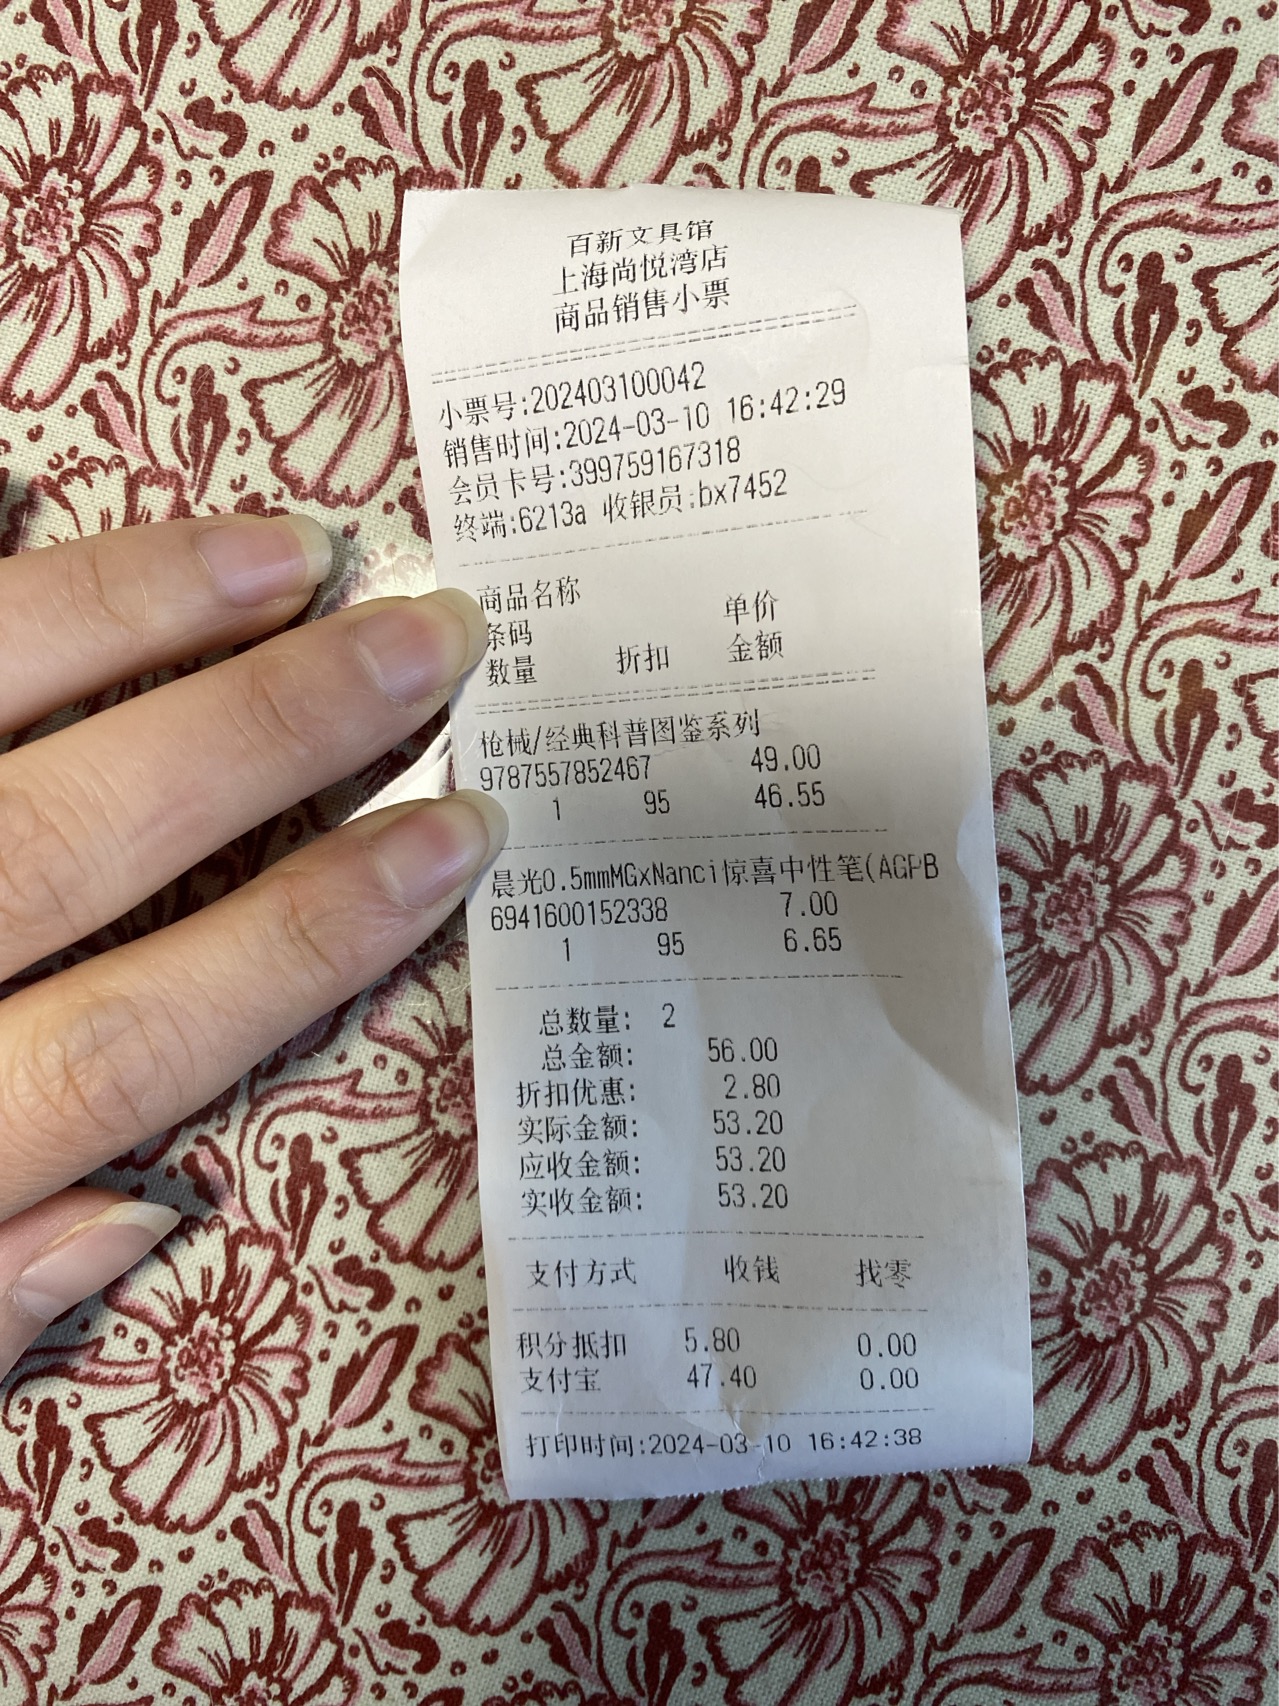 百新文具馆
上海尚悦湾店
商品销售小票
小票号:202403100042
销售时间:2024-03-10 16:42:29
会员卡号:399759167318
终端:6213a 收银员:bx7452
商品名称
条码 单价
数量 折扣 金额
枪械/经典科普图鉴系列
9787557852467 49.00
1 95 46.55
晨光0.5mmMGxNanci惊喜中性笔(AGPB
6941600152338 7.00
1 95 6.65
总数量: 2
总金额: 56.00
折扣优惠: 2.80
实际金额: 53.20
应收金额: 53.20
实收金额: 53.20
支付方式 收钱 找零
积分抵扣 5.80 0.00
支付宝 47.40 0.00
打印时间:2024-03-10 16:42:38